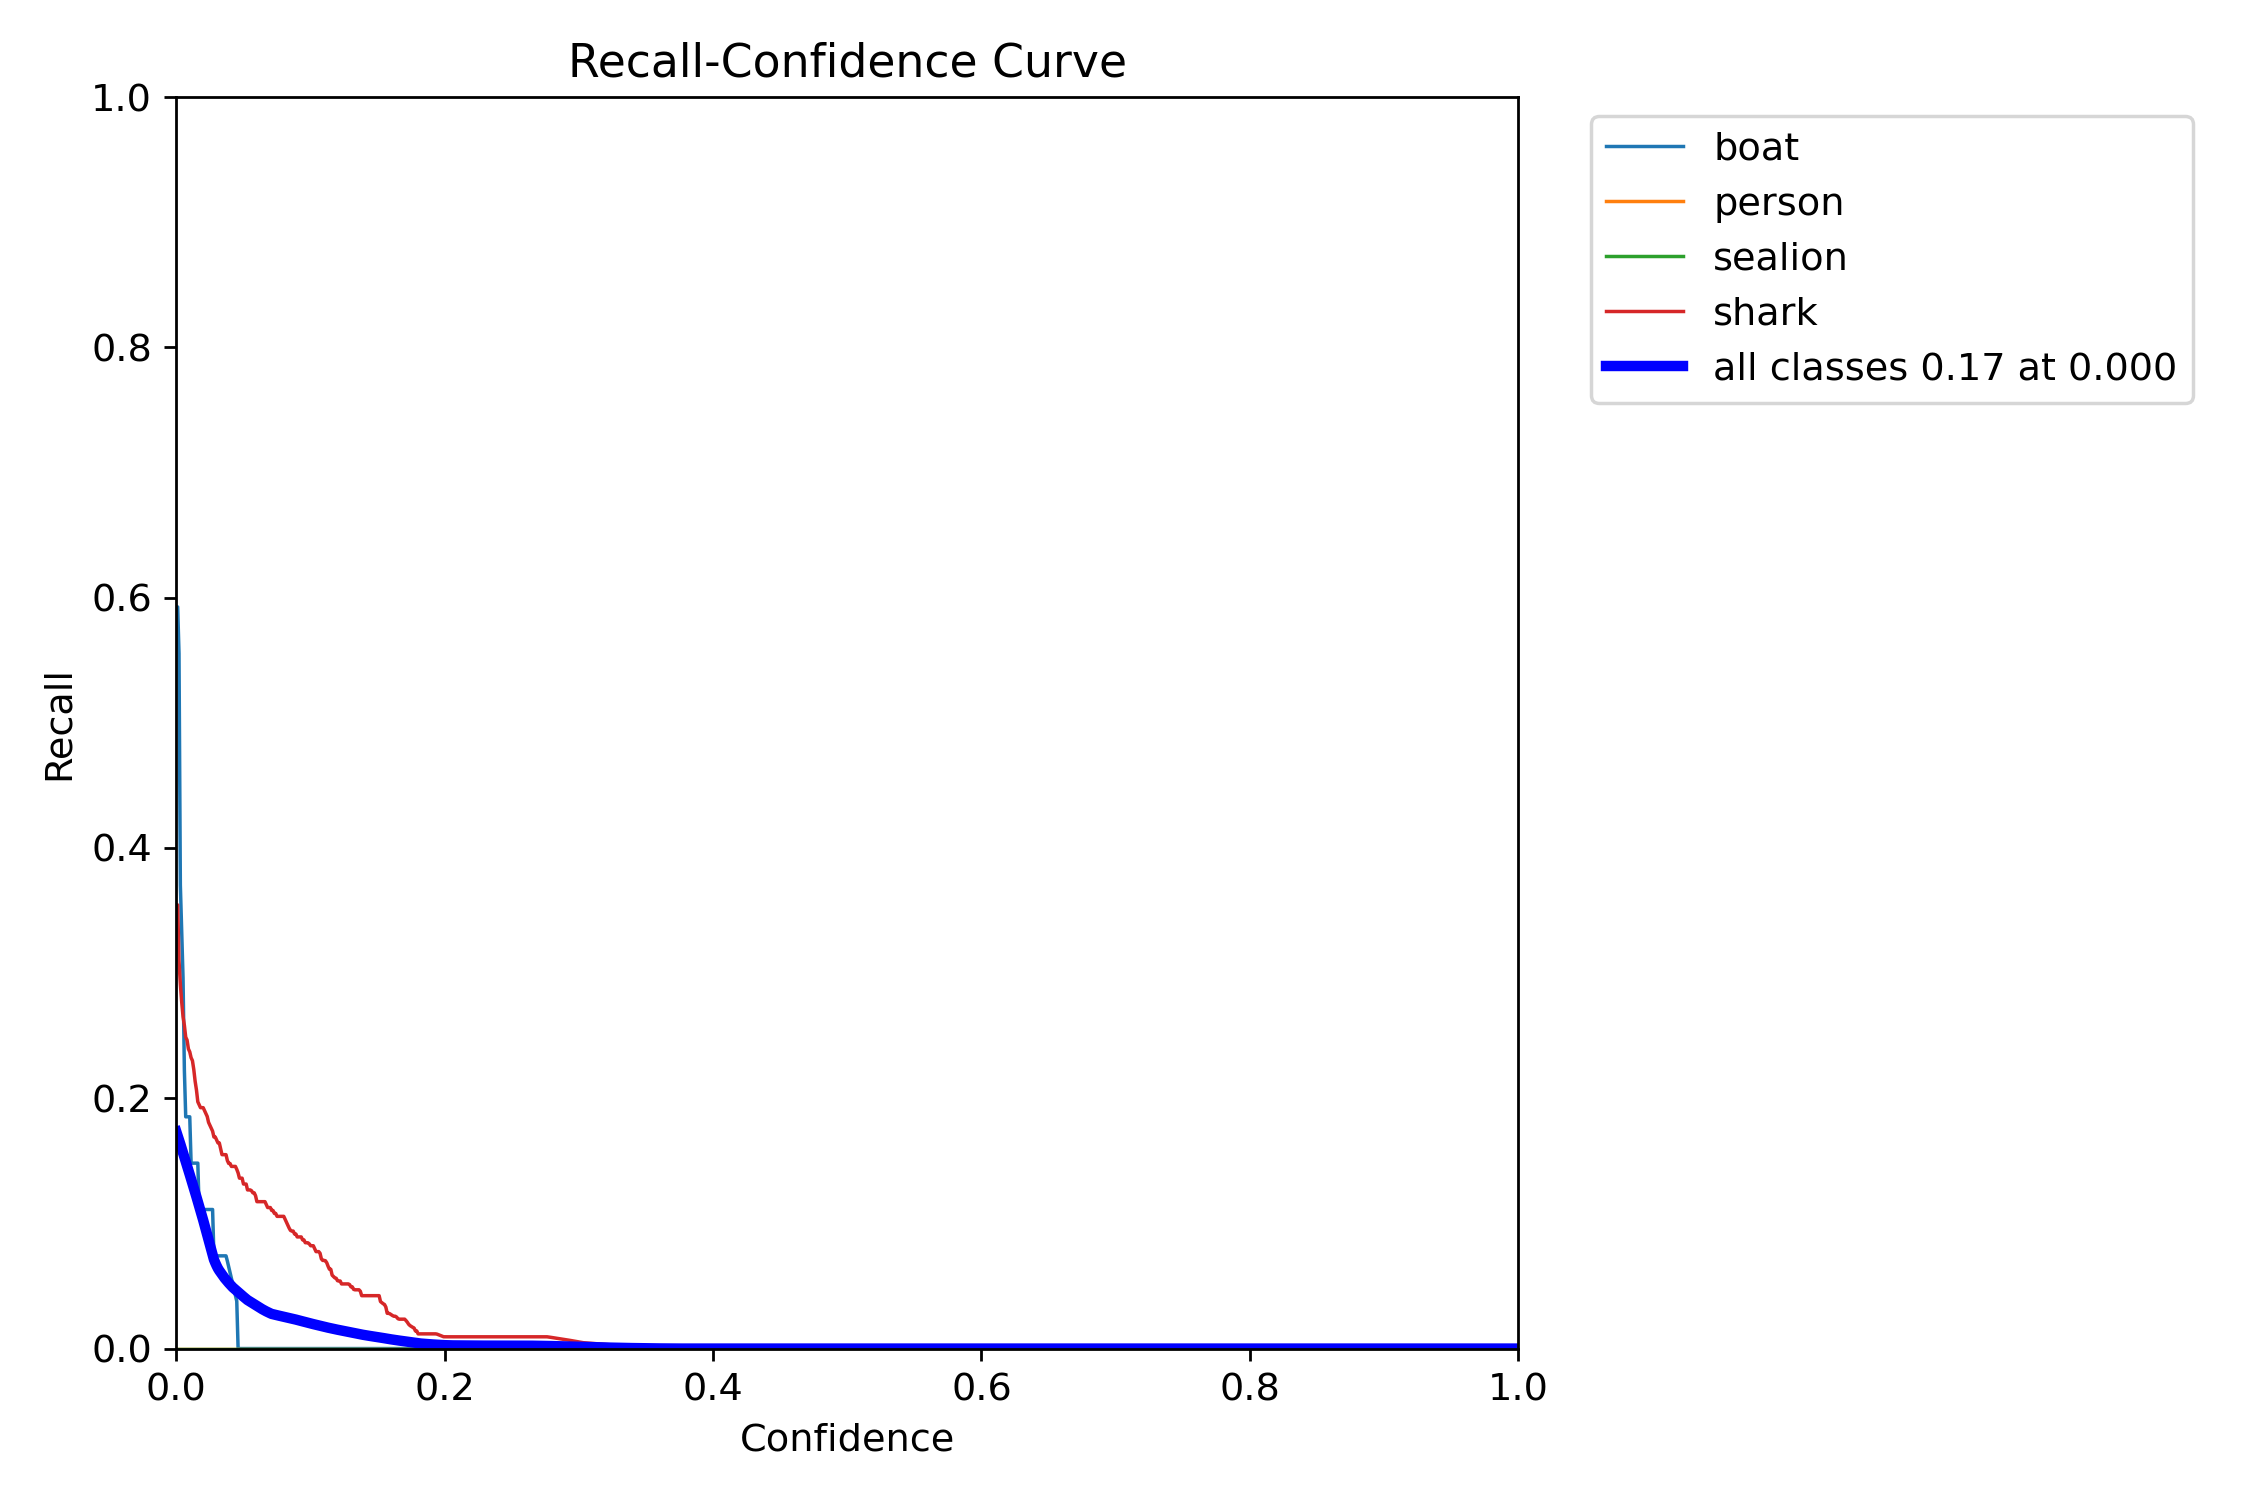 Recall-Confidence Curve
1.0
0.8
0.6
0.4
0.2
0.0
Recall
0.0 0.2 0.4 0.6 0.8 1.0
Confidence
boat
person
sealion
shark
all classes 0.17 at 0.000